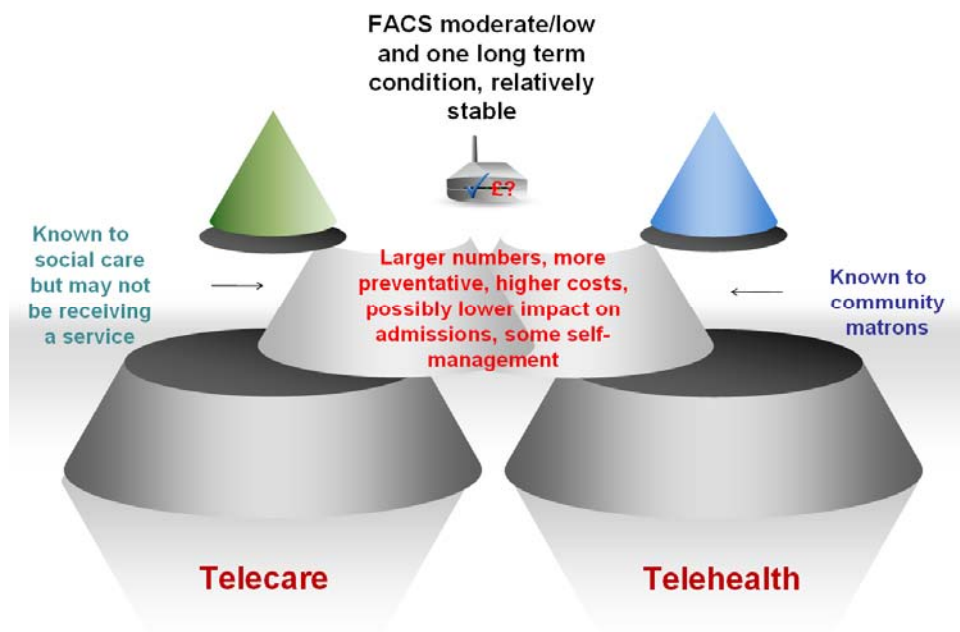 FACS moderate/low
and one long term
condition, relatively
stable
£?
Known to
social care
but may not
be receiving
a service
Larger numbers, more
preventative, higher costs,
possibly lower impact on
admissions, some self-
management
Known to
community
matrons
Telecare
Telehealth